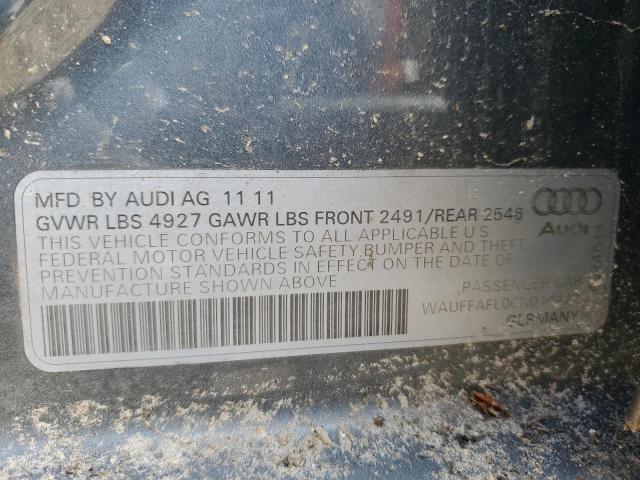 MFD. BY AUDI AG 11 11
GVWR LBS 4927 GAWR LBS FRONT 2491/REAR 2546
THIS VEHICLE CONFORMS TO ALL APPLICABLE U S
FEDERAL MOTOR VEHICLE SAFETY BUMPER AND THEFT
PREVENTION STANDARDS IN EFFECT ON THE DATE OF
MANUFACTURE SHOWN ABOVE
Audi
PASSENGER CAR
GERMANY